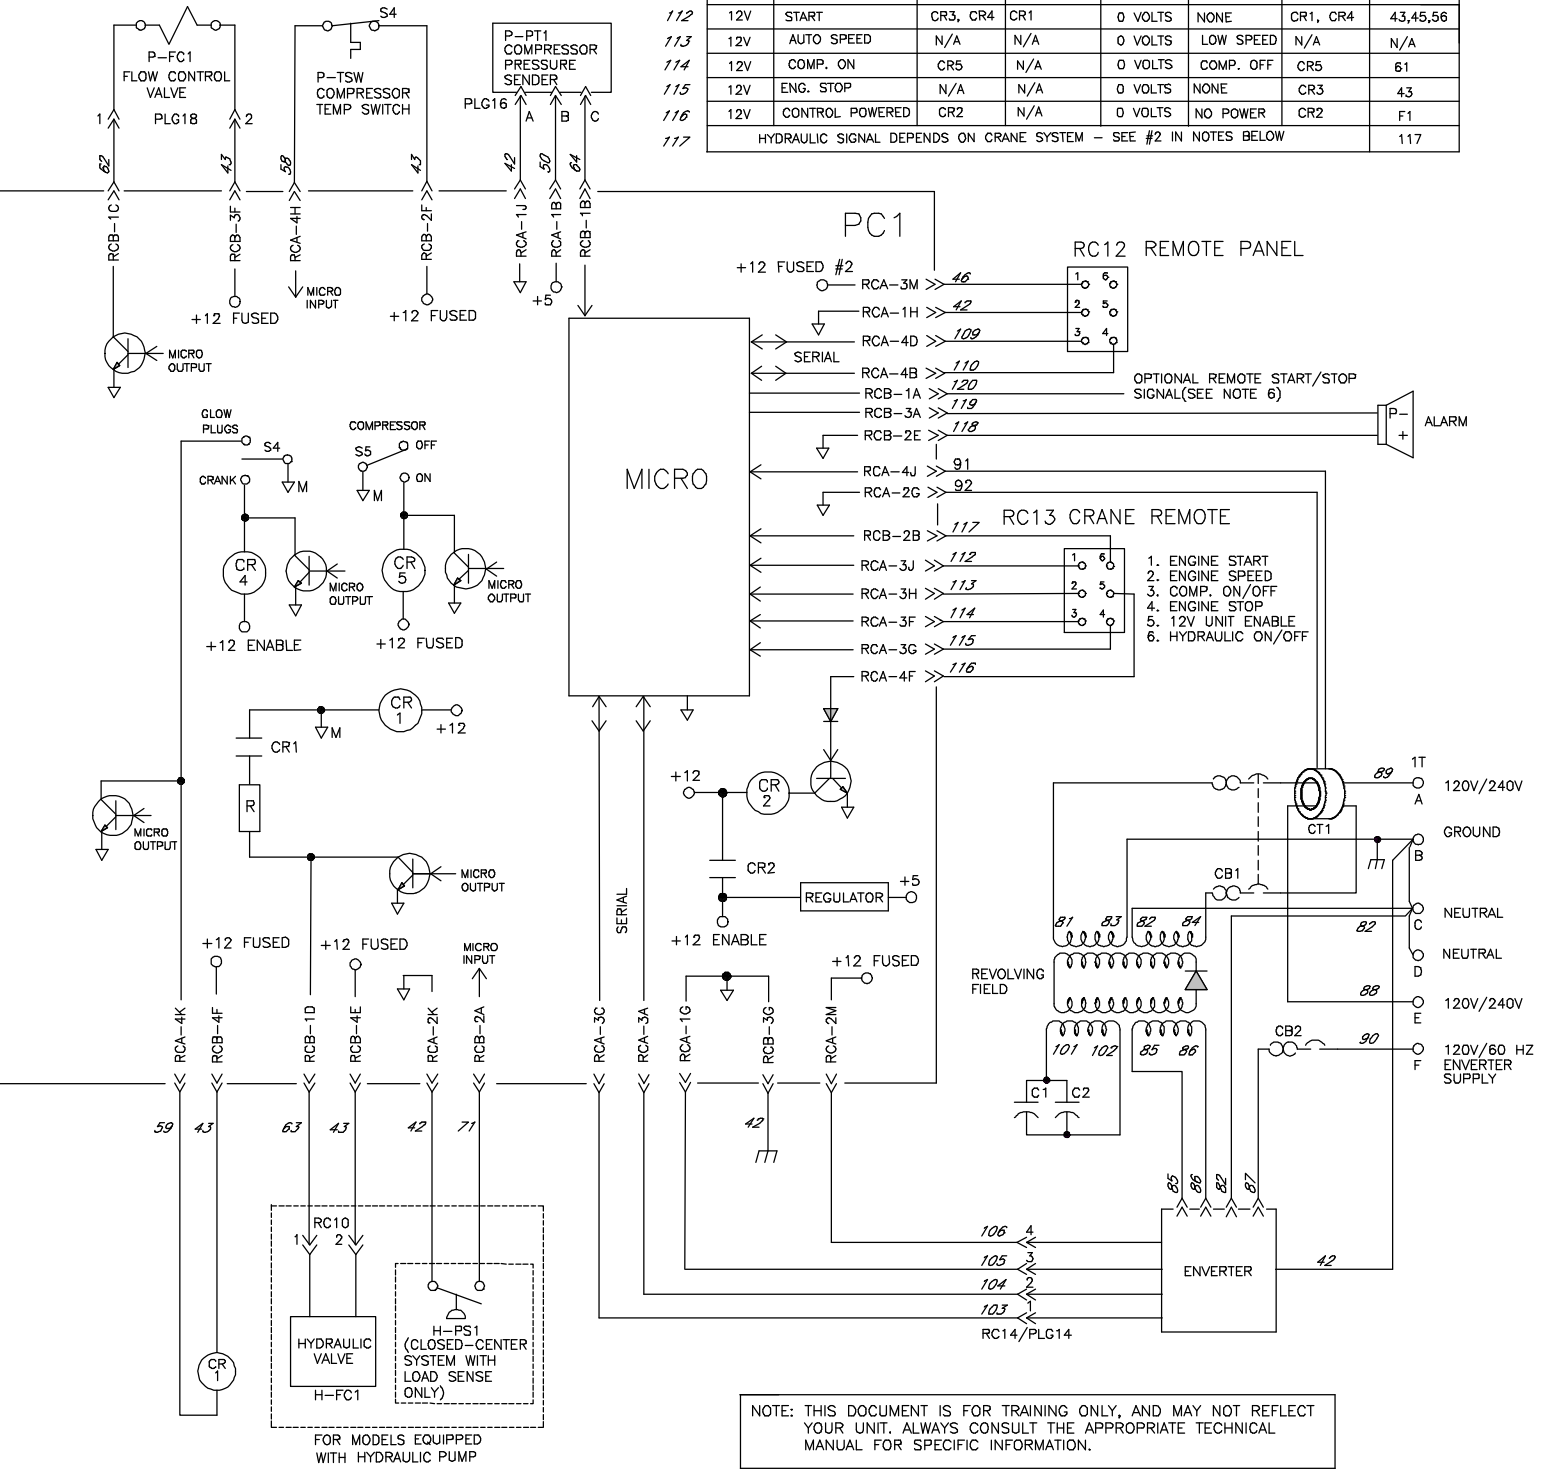 112 12V START CR3, CR4 CR1 0 VOLTS NONE CR1, CR4 43,45,56
113 12V AUTO SPEED N/A N/A 0 VOLTS LOW SPEED N/A N/A
114 12V COMP. ON CR5 N/A 0 VOLTS COMP. OFF CR5 61
115 12V ENG. STOP N/A N/A 0 VOLTS NONE CR3 43
116 12V CONTROL POWERED CR2 N/A 0 VOLTS NO POWER CR2 F1
117 HYDRAULIC SIGNAL DEPENDS ON CRANE SYSTEM – SEE #2 IN NOTES BELOW 117
P-FC1
FLOW CONTROL
VALVE
1 PLG18 2
S4
P-TSW
COMPRESSOR
TEMP SWITCH
P-PT1
COMPRESSOR
PRESSURE
SENDER
PLG16 A B C
62 43 58 43 42 50 64
RCB-1C RCB-3F RCA-4H RCB-2F RCA-1J RCA-1B RCB-1B
+12 FUSED
MICRO
INPUT
+12 FUSED
+5
MICRO
OUTPUT
PC1
+12 FUSED #2
RCA-3M 46
RCA-1H 42
RCA-4D 109
SERIAL
RCA-4B 110
RCB-1A 120
RCB-3A 119
RCB-2E 118
RCA-4J 91
RCA-2G 92
RCB-2B 117
RCA-3J 112
RCA-3H 113
RCA-3F 114
RCA-3G 115
RCA-4F 116
MICRO
RC12 REMOTE PANEL
1 6
2 5
3 4
OPTIONAL REMOTE START/STOP
SIGNAL(SEE NOTE 6)
P-
+
ALARM
RC13 CRANE REMOTE
1 6
2 5
3 4
1. ENGINE START
2. ENGINE SPEED
3. COMP. ON/OFF
4. ENGINE STOP
5. 12V UNIT ENABLE
6. HYDRAULIC ON/OFF
GLOW
PLUGS
S4
M
CRANK
CR
4
MICRO
OUTPUT
+12 ENABLE
COMPRESSOR
OFF
S5
M
ON
CR
5
MICRO
OUTPUT
+12 FUSED
CR
1
+12
M
CR1
R
MICRO
OUTPUT
MICRO
OUTPUT
+12
CR
2
CR2
REGULATOR
+5
+12 ENABLE
SERIAL
+12 FUSED
+12 FUSED
MICRO
INPUT
+12 FUSED
RCA-4K RCB-4F RCB-1D RCB-4E RCA-2K RCB-2A RCA-3C RCA-3A RCA-1G RCB-3G RCA-2M
59 43 63 43 42 71 42
RC10
1 2
HYDRAULIC
VALVE
H-FC1
H-PS1
(CLOSED-CENTER
SYSTEM WITH
LOAD SENSE
ONLY)
CR
1
FOR MODELS EQUIPPED
WITH HYDRAULIC PUMP
106 4
105 3
104 2
103 1
RC14/PLG14
ENVERTER
42
85 86 82 87
1T
89
A
120V/240V
CT1
GROUND
B
CB1
81 83 82 84
82
C
NEUTRAL
D
NEUTRAL
REVOLVING
FIELD
88
E
120V/240V
CB2
90
F
120V/60 HZ
ENVERTER
SUPPLY
101 102 85 86
C1 C2
NOTE: THIS DOCUMENT IS FOR TRAINING ONLY, AND MAY NOT REFLECT
YOUR UNIT. ALWAYS CONSULT THE APPROPRIATE TECHNICAL
MANUAL FOR SPECIFIC INFORMATION.